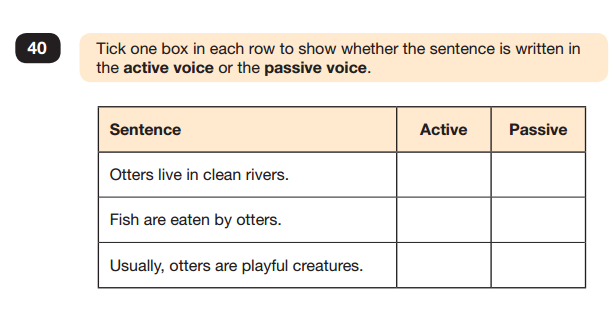 40
Tick one box in each row to show whether the sentence is written in
the active voice or the passive voice.
Sentence Active Passive
Otters live in clean rivers.
Fish are eaten by otters.
Usually, otters are playful creatures.